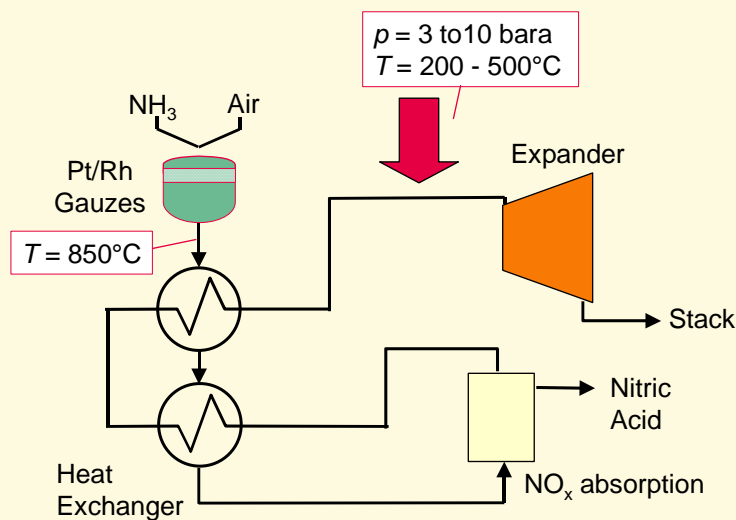 p = 3 to10 bara
T = 200 - 500°C
NH3
Air
Expander
Pt/Rh
Gauzes
T = 850°C
Stack
Nitric
Acid
Heat
Exchanger
NOx absorption